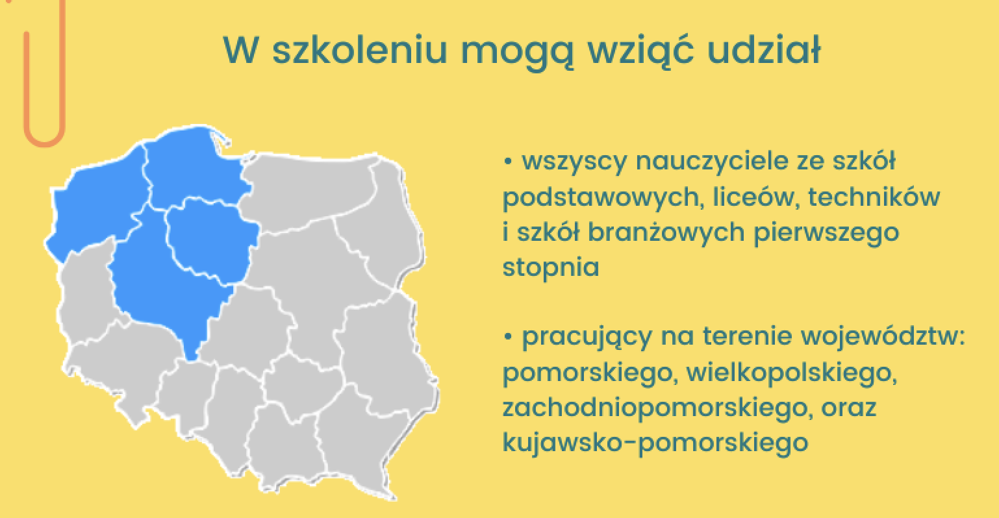 W szkoleniu mogą wziąć udział
• wszyscy nauczyciele ze szkół
podstawowych, liceów, techników
i szkół branżowych pierwszego
stopnia
• pracujący na terenie województw:
pomorskiego, wielkopolskiego,
zachodniopomorskiego, oraz
kujawsko-pomorskiego